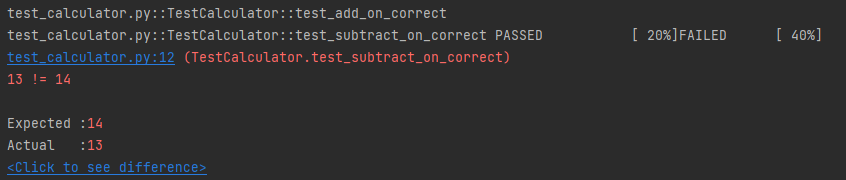 test_calculator.py::TestCalculator::test_add_on_correct
test_calculator.py::TestCalculator::test_subtract_on_correct PASSED [ 20%]FAILED [ 40%]
test_calculator.py:12 (TestCalculator.test_subtract_on_correct)
13 != 14
Expected :14
Actual :13
<Click to see difference>